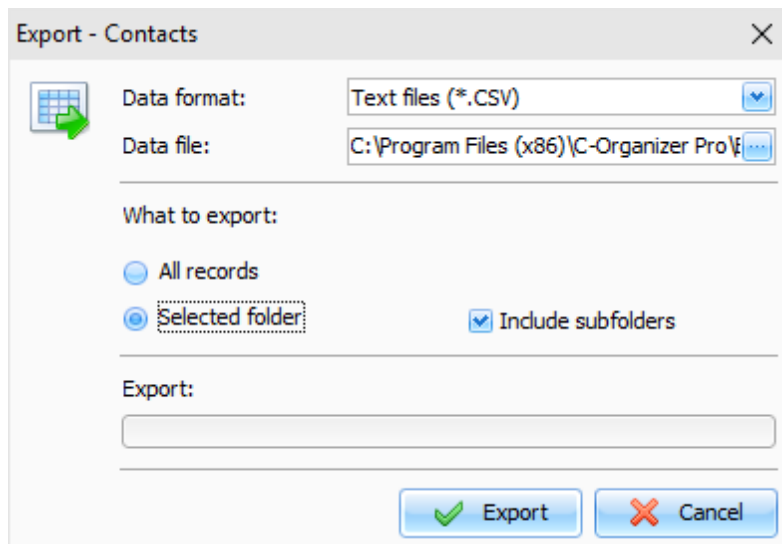 Export - Contacts
Data format: Text files (*.CSV)
Data file: C:\Program Files (x86)\C-Organizer Pro\
What to export:
All records
Selected folder Include subfolders
Export:
Export Cancel